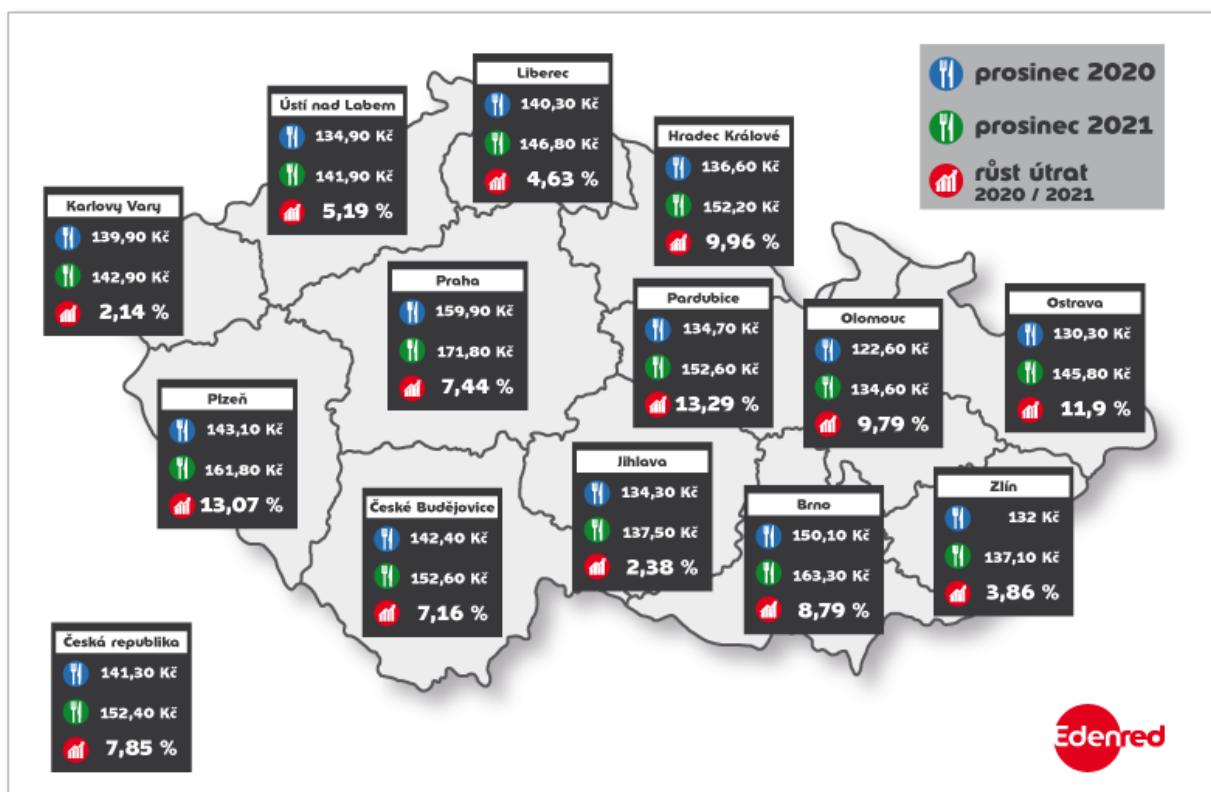 prosinec 2020
prosinec 2021
růst útrat
2020 / 2021
Liberec
140,30 Kč
146,80 Kč
4,63 %
Ústí nad Labem
134,90 Kč
141,90 Kč
5,19 %
Hradec Králové
136,60 Kč
152,20 Kč
9,96 %
Karlovy Vary
139,90 Kč
142,90 Kč
2,14 %
Praha
159,90 Kč
171,80 Kč
7,44 %
Pardubice
134,70 Kč
152,60 Kč
13,29 %
Olomouc
122,60 Kč
134,60 Kč
9,79 %
Ostrava
130,30 Kč
145,80 Kč
11,9 %
Plzeň
143,10 Kč
161,80 Kč
13,07 %
České Budějovice
142,40 Kč
152,60 Kč
7,16 %
Jihlava
134,30 Kč
137,50 Kč
2,38 %
Brno
150,10 Kč
163,30 Kč
8,79 %
Zlín
132 Kč
137,10 Kč
3,86 %
Česká republika
141,30 Kč
152,40 Kč
7,85 %
Edenred